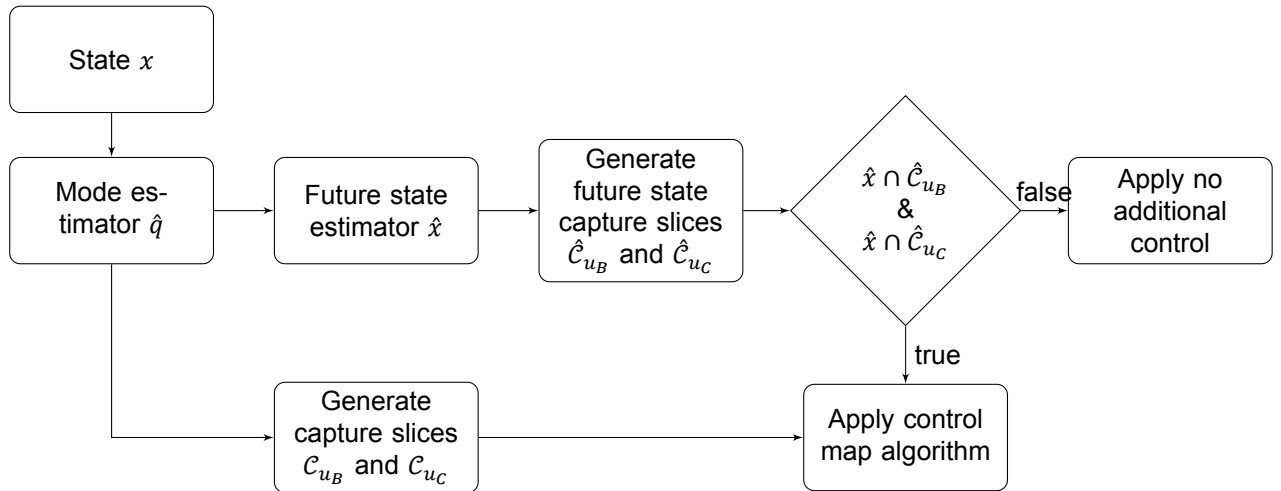 State 𝑥
Mode es-
timator 𝑞̂
Future state
estimator 𝑥̂
Generate
future state
capture slices
𝒞̂_{u_B} and 𝒞̂_{u_C}
𝑥̂ ∩ 𝒞̂_{u_B}
&
𝑥̂ ∩ 𝒞̂_{u_C}
false
Apply no
additional
control
true
Generate
capture slices
𝒞_{u_B} and 𝒞_{u_C}
Apply control
map algorithm